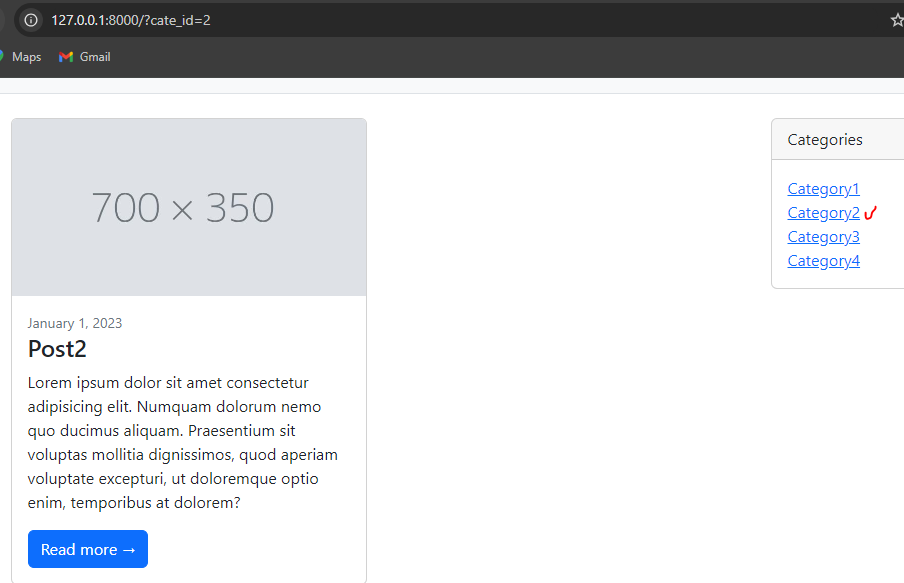 127.0.0.1:8000/?cate_id=2
Maps
Gmail
700 × 350
January 1, 2023
Post2
Lorem ipsum dolor sit amet consectetur
adipisicing elit. Numquam dolorum nemo
quo ducimus aliquam. Praesentium sit
voluptas mollitia dignissimos, quod aperiam
voluptate excepturi, ut doloremque optio
enim, temporibus at dolorem?
Read more →
Categories
Category1
Category2
Category3
Category4